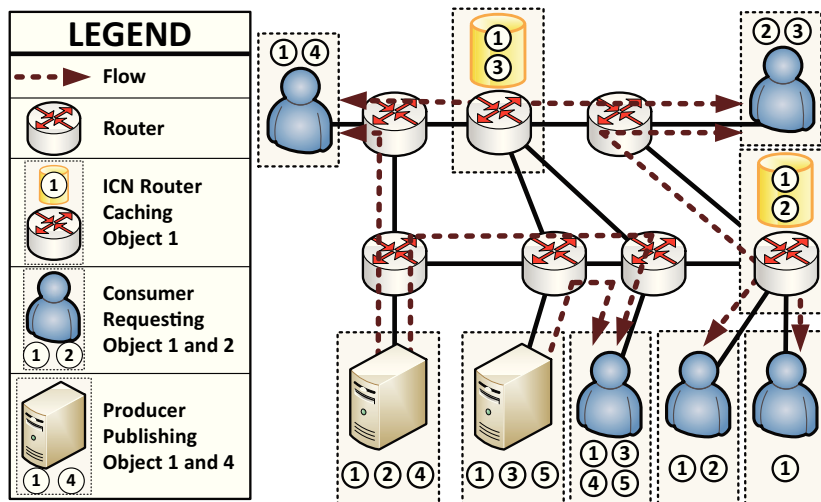 LEGEND
Flow
Router
1
ICN Router
Caching
Object 1
Consumer
Requesting
Object 1 and 2
1 2
Producer
Publishing
Object 1 and 4
1 4
1 4
1
3
2 3
1
2
1 2 4
1 3 5
1 3
4 5
1 2
1